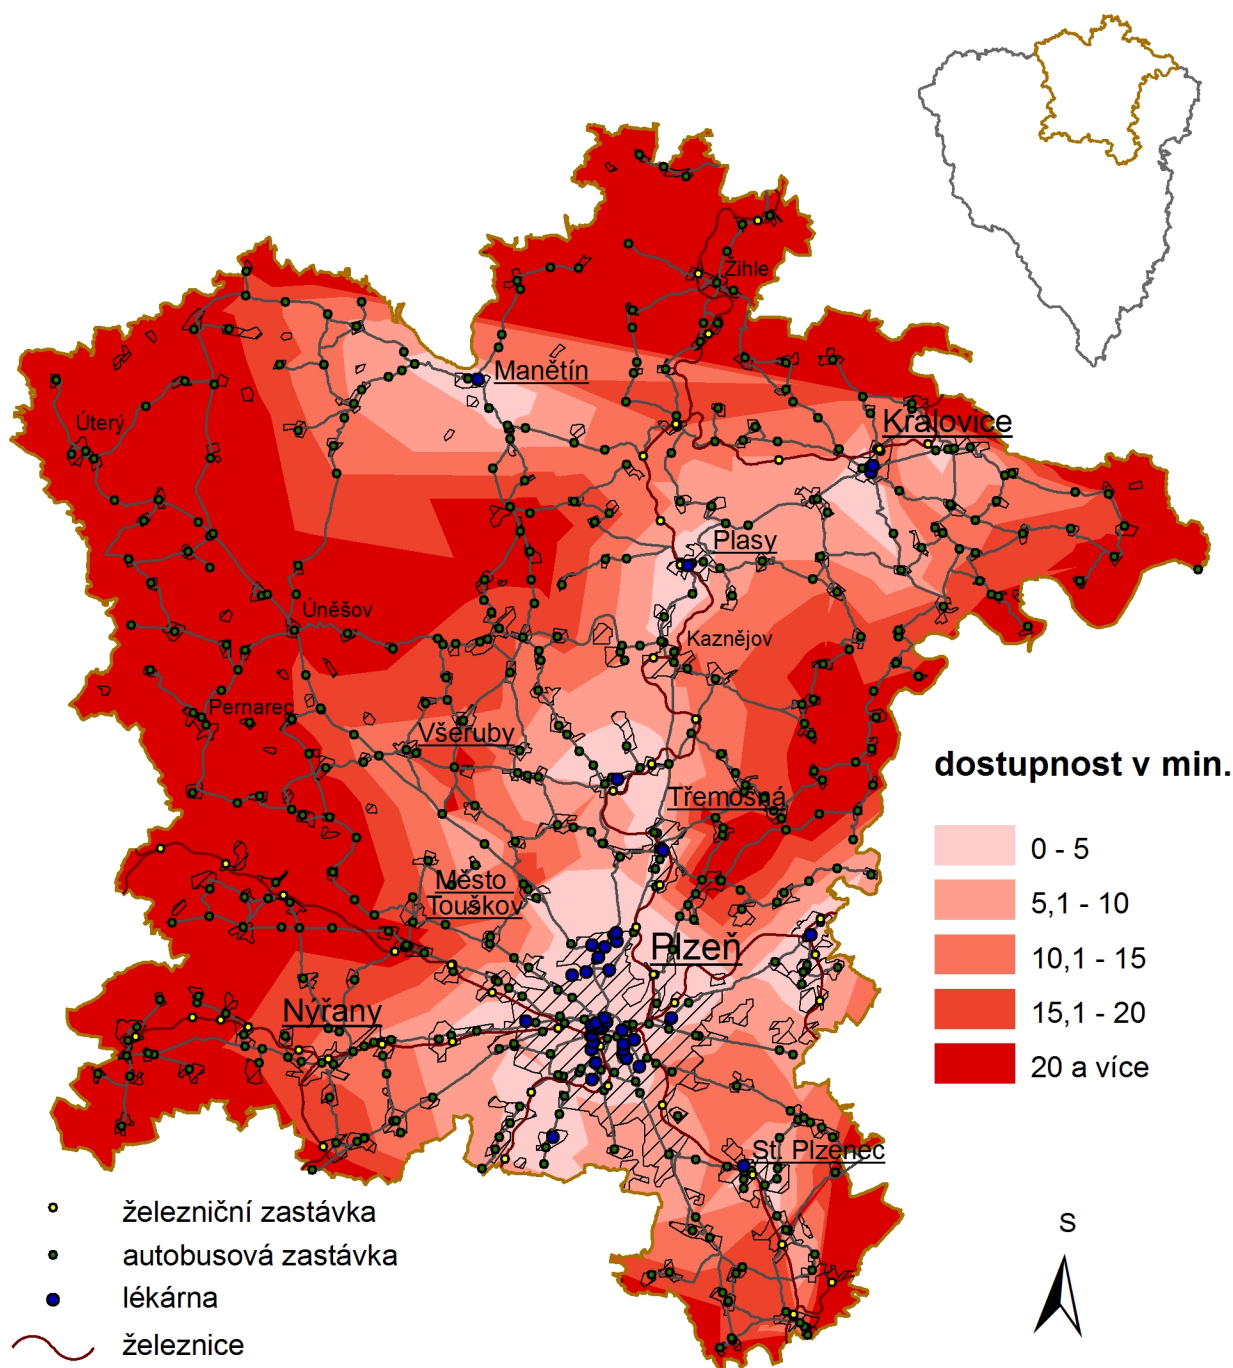 Žihle
Manětín
Kralovice
Úterý
Plasy
Úněšov
Kaznějov
Pernarec
Všeruby
Třemošná
Město
Touškov
Plzeň
Nýřany
St. Plzenec
dostupnost v min.
0 - 5
5,1 - 10
10,1 - 15
15,1 - 20
20 a více
železniční zastávka
autobusová zastávka
lékárna
železnice
S